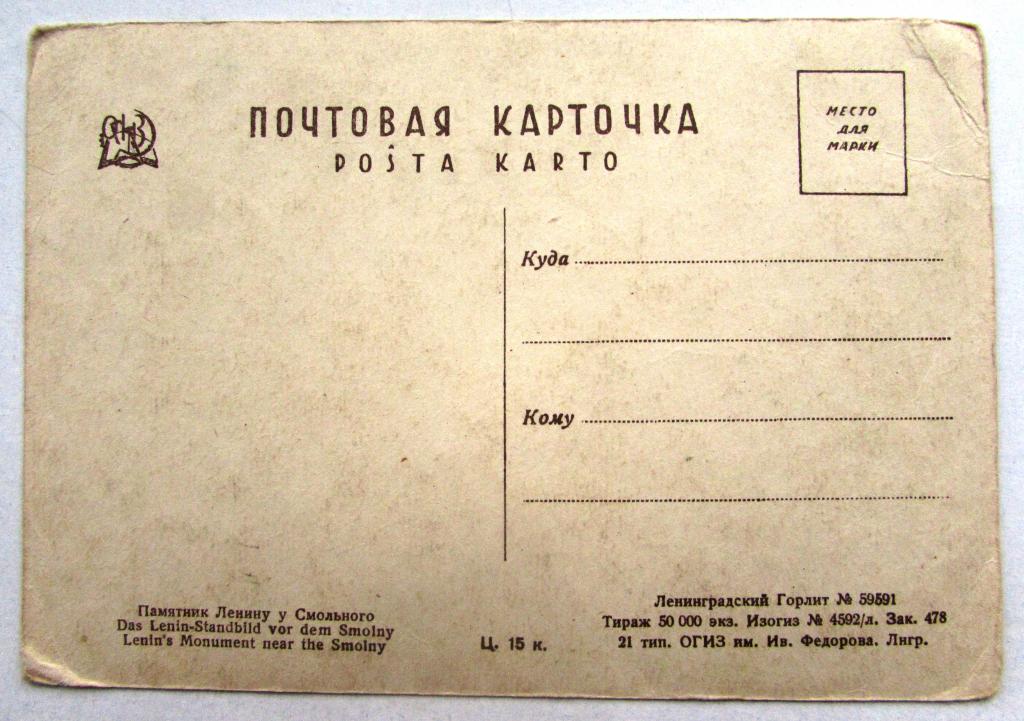 ПОЧТОВАЯ КАРТОЧКА
POŜTA KARTO
МЕСТО
ДЛЯ
МАРКИ
Куда
Кому
Памятник Ленину у Смольного
Das Lenin-Standbild vor dem Smolny
Lenin's Monument near the Smolny
Ц. 15 к.
Ленинградский Горлит № 59591
Тираж 50 000 экз. Изогиз № 4592/л. Зак. 478
21 тип. ОГИЗ им. Ив. Федорова. Лнгр.